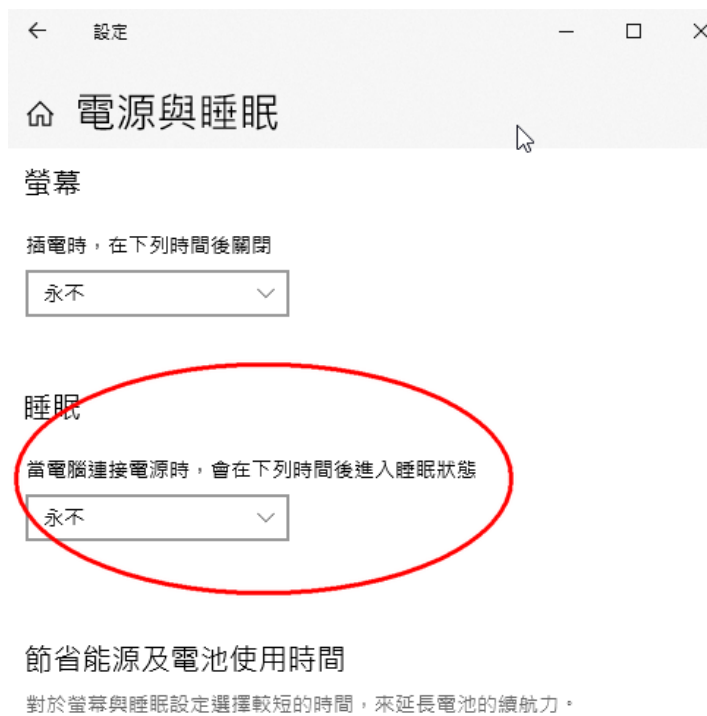 設定
電源與睡眠
螢幕
插電時，在下列時間後關閉
永不
睡眠
當電腦連接電源時，會在下列時間後進入睡眠狀態
永不
節省能源及電池使用時間
對於螢幕與睡眠設定選擇較短的時間，來延長電池的續航力。